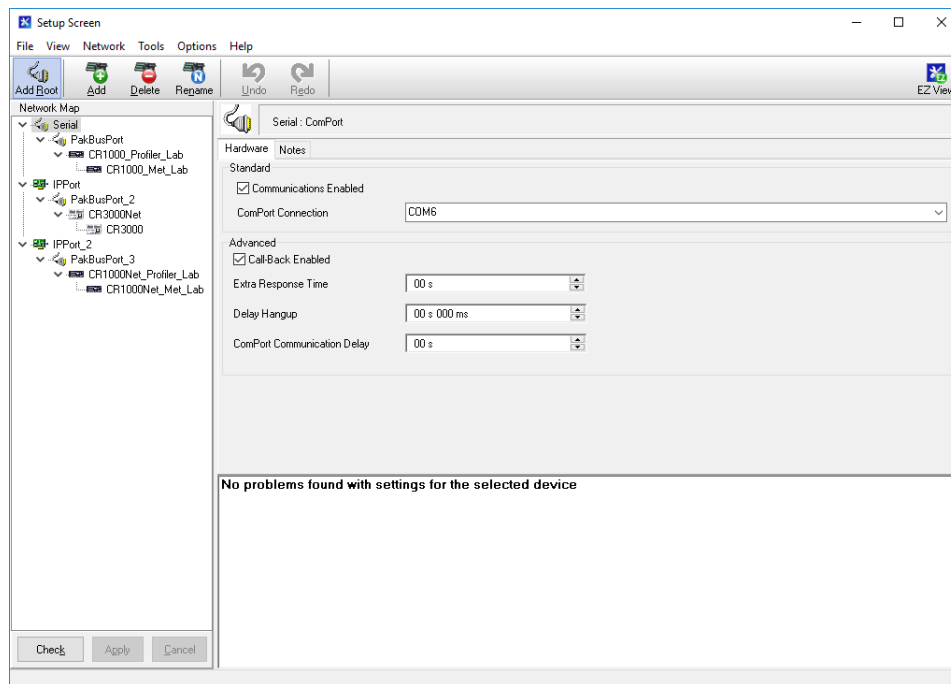 Setup Screen
File View Network Tools Options Help
Add Root Add Delete Rename Undo Redo EZ View
Network Map
Serial
PakBusPort
CR1000_Profiler_Lab
CR1000_Met_Lab
IPPort
PakBusPort_2
CR3000Net
CR3000
IPPort_2
PakBusPort_3
CR1000Net_Profiler_Lab
CR1000Net_Met_Lab
Check Apply Cancel
Serial : ComPort
Hardware Notes
Standard
Communications Enabled
ComPort Connection COM6
Advanced
Call-Back Enabled
Extra Response Time 00 s
Delay Hangup 00 s 000 ms
ComPort Communication Delay 00 s
No problems found with settings for the selected device